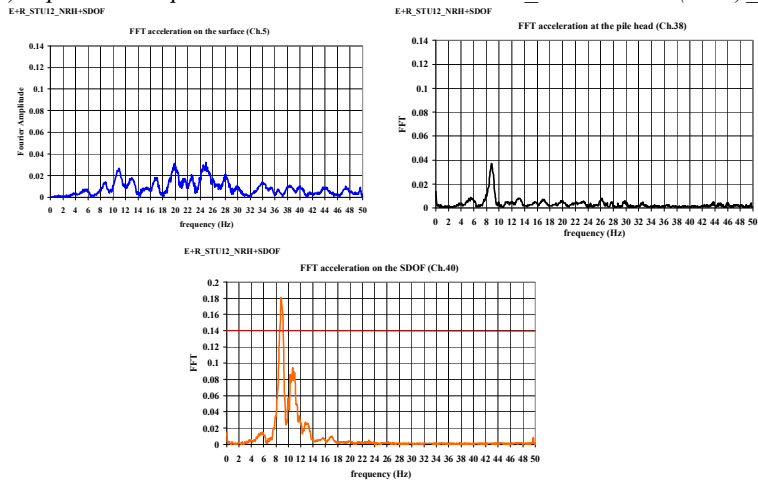 E+R_STU12_NRH+SDOF
FFT acceleration on the surface (Ch.5)
Fourier Amplitude
0.14
0.12
0.1
0.08
0.06
0.04
0.02
0
0 2 4 6 8 10 12 14 16 18 20 22 24 26 28 30 32 34 36 38 40 42 44 46 48 50
frequency (Hz)
E+R_STU12_NRH+SDOF
FFT acceleration at the pile head (Ch.38)
FFT
0.14
0.12
0.1
0.08
0.06
0.04
0.02
0
0 2 4 6 8 10 12 14 16 18 20 22 24 26 28 30 32 34 36 38 40 42 44 46 48 50
frequency (Hz)
E+R_STU12_NRH+SDOF
FFT acceleration on the SDOF (Ch.40)
FFT
0.2
0.18
0.16
0.14
0.12
0.1
0.08
0.06
0.04
0.02
0
0 2 4 6 8 10 12 14 16 18 20 22 24 26 28 30 32 34 36 38 40 42 44 46 48 50
frequency (Hz)